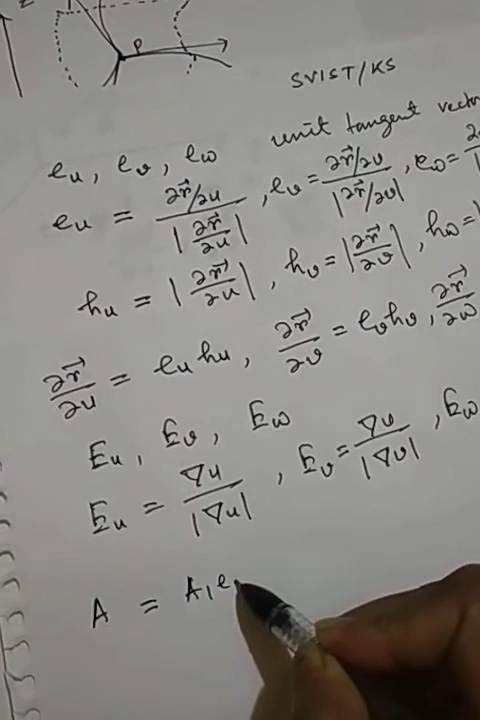 P
SVIST/KS
e_u, e_v, e_w unit tangent vector
e_u = ∂r⃗/∂u / |∂r⃗/∂u|, e_v = ∂r⃗/∂v / |∂r⃗/∂v|, e_w =
h_u = |∂r⃗/∂u|, h_v = |∂r⃗/∂v|, h_w =
∂r⃗/∂u = e_u h_u, ∂r⃗/∂v = e_v h_v, ∂r⃗/∂w
E_u, E_v, E_w
E_u = ∇u/|∇u|, E_v = ∇v/|∇v|, E_w
A = A_1 e